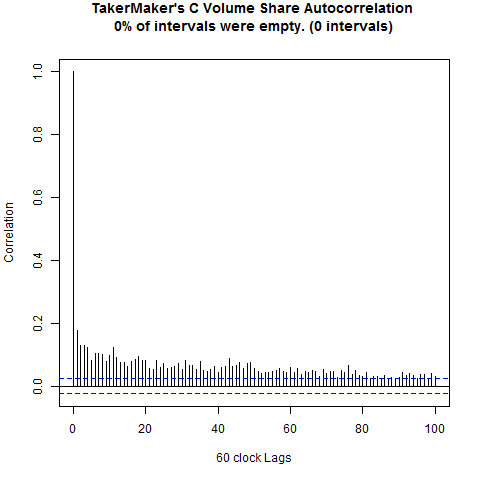 TakerMaker's C Volume Share Autocorrelation
0% of intervals were empty. (0 intervals)
1.0
0.8
0.6
0.4
0.2
0.0
Correlation
0 20 40 60 80 100
60 clock Lags